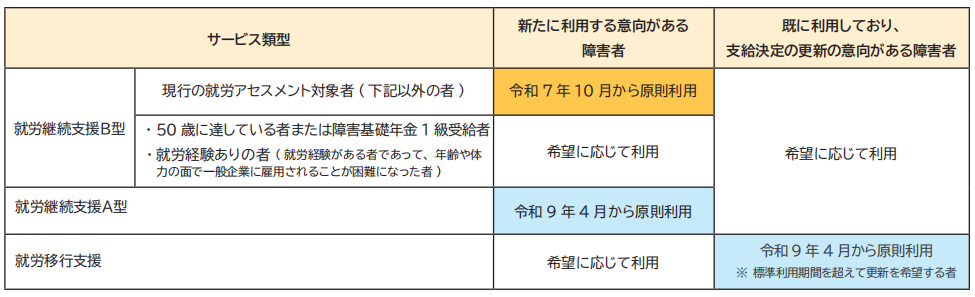 サービス類型
新たに利用する意向がある
障害者
既に利用しており、
支給決定の更新の意向がある障害者
就労継続支援B型
現行の就労アセスメント対象者（下記以外の者）
令和7年10月から原則利用
・50歳に達している者または障害基礎年金1級受給者
・就労経験ありの者（就労経験がある者であって、年齢や体
力の面で一般企業に雇用されることが困難になった者）
希望に応じて利用
希望に応じて利用
就労継続支援A型
令和9年4月から原則利用
就労移行支援
希望に応じて利用
令和9年4月から原則利用
※ 標準利用期間を超えて更新を希望する者